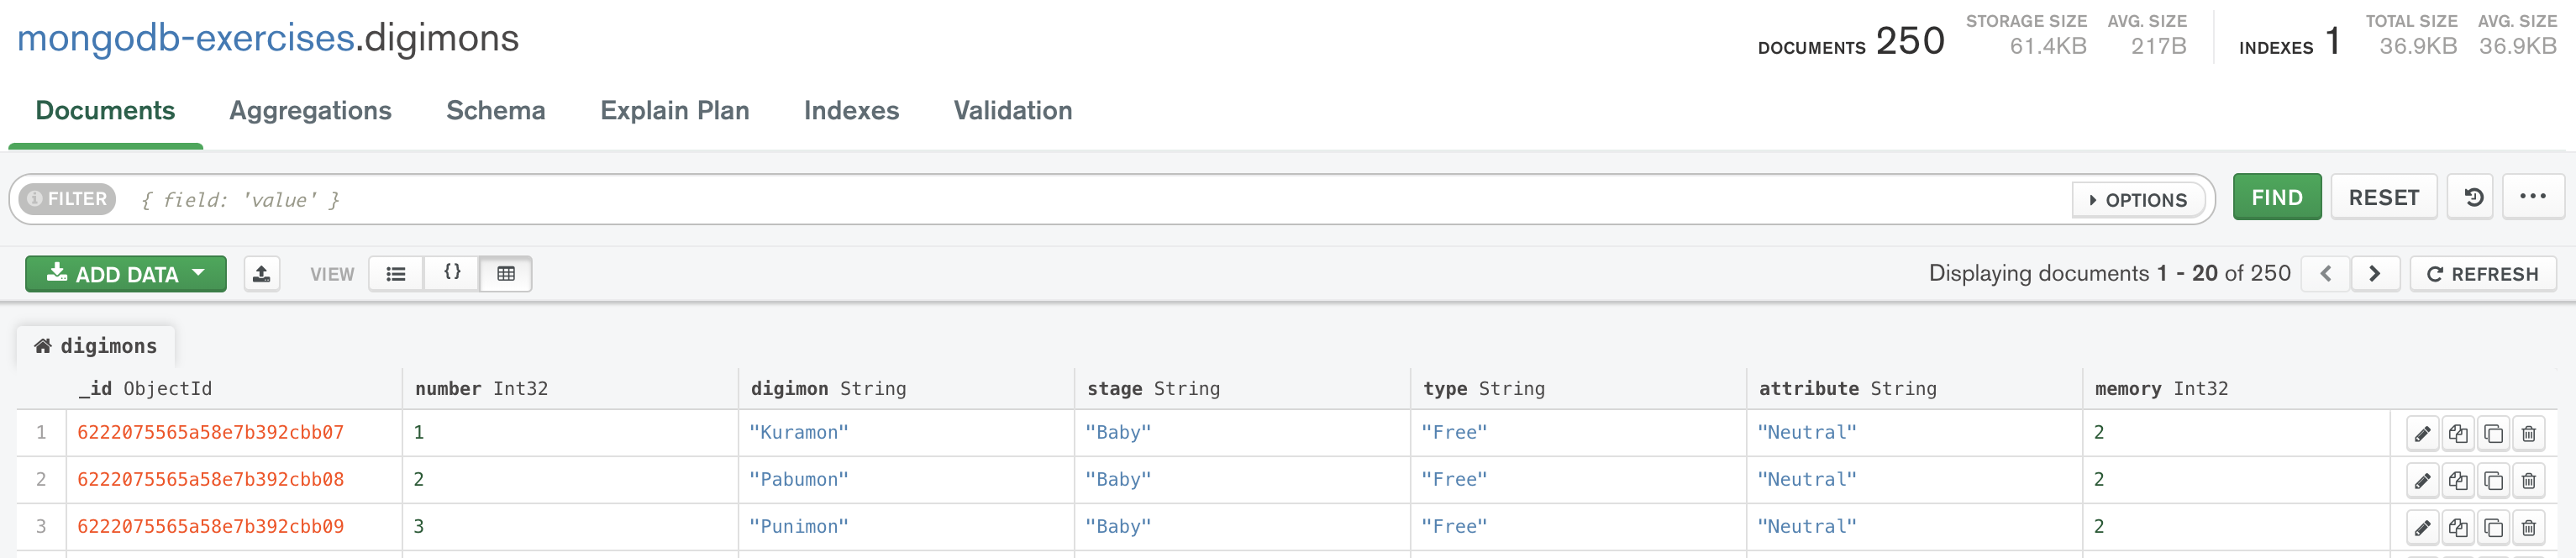 mongodb-exercises.digimons
DOCUMENTS 250 STORAGE SIZE 61.4KB AVG. SIZE 217B INDEXES 1 TOTAL SIZE 36.9KB AVG. SIZE 36.9KB
Documents Aggregations Schema Explain Plan Indexes Validation
FILTER { field: 'value' } OPTIONS FIND RESET ...
ADD DATA VIEW {} Displaying documents 1 - 20 of 250 < > REFRESH
digimons
_id ObjectId number Int32 digimon String stage String type String attribute String memory Int32
1 6222075565a58e7b392cbb07 1 "Kuramon" "Baby" "Free" "Neutral" 2
2 6222075565a58e7b392cbb08 2 "Pabumon" "Baby" "Free" "Neutral" 2
3 6222075565a58e7b392cbb09 3 "Punimon" "Baby" "Free" "Neutral" 2